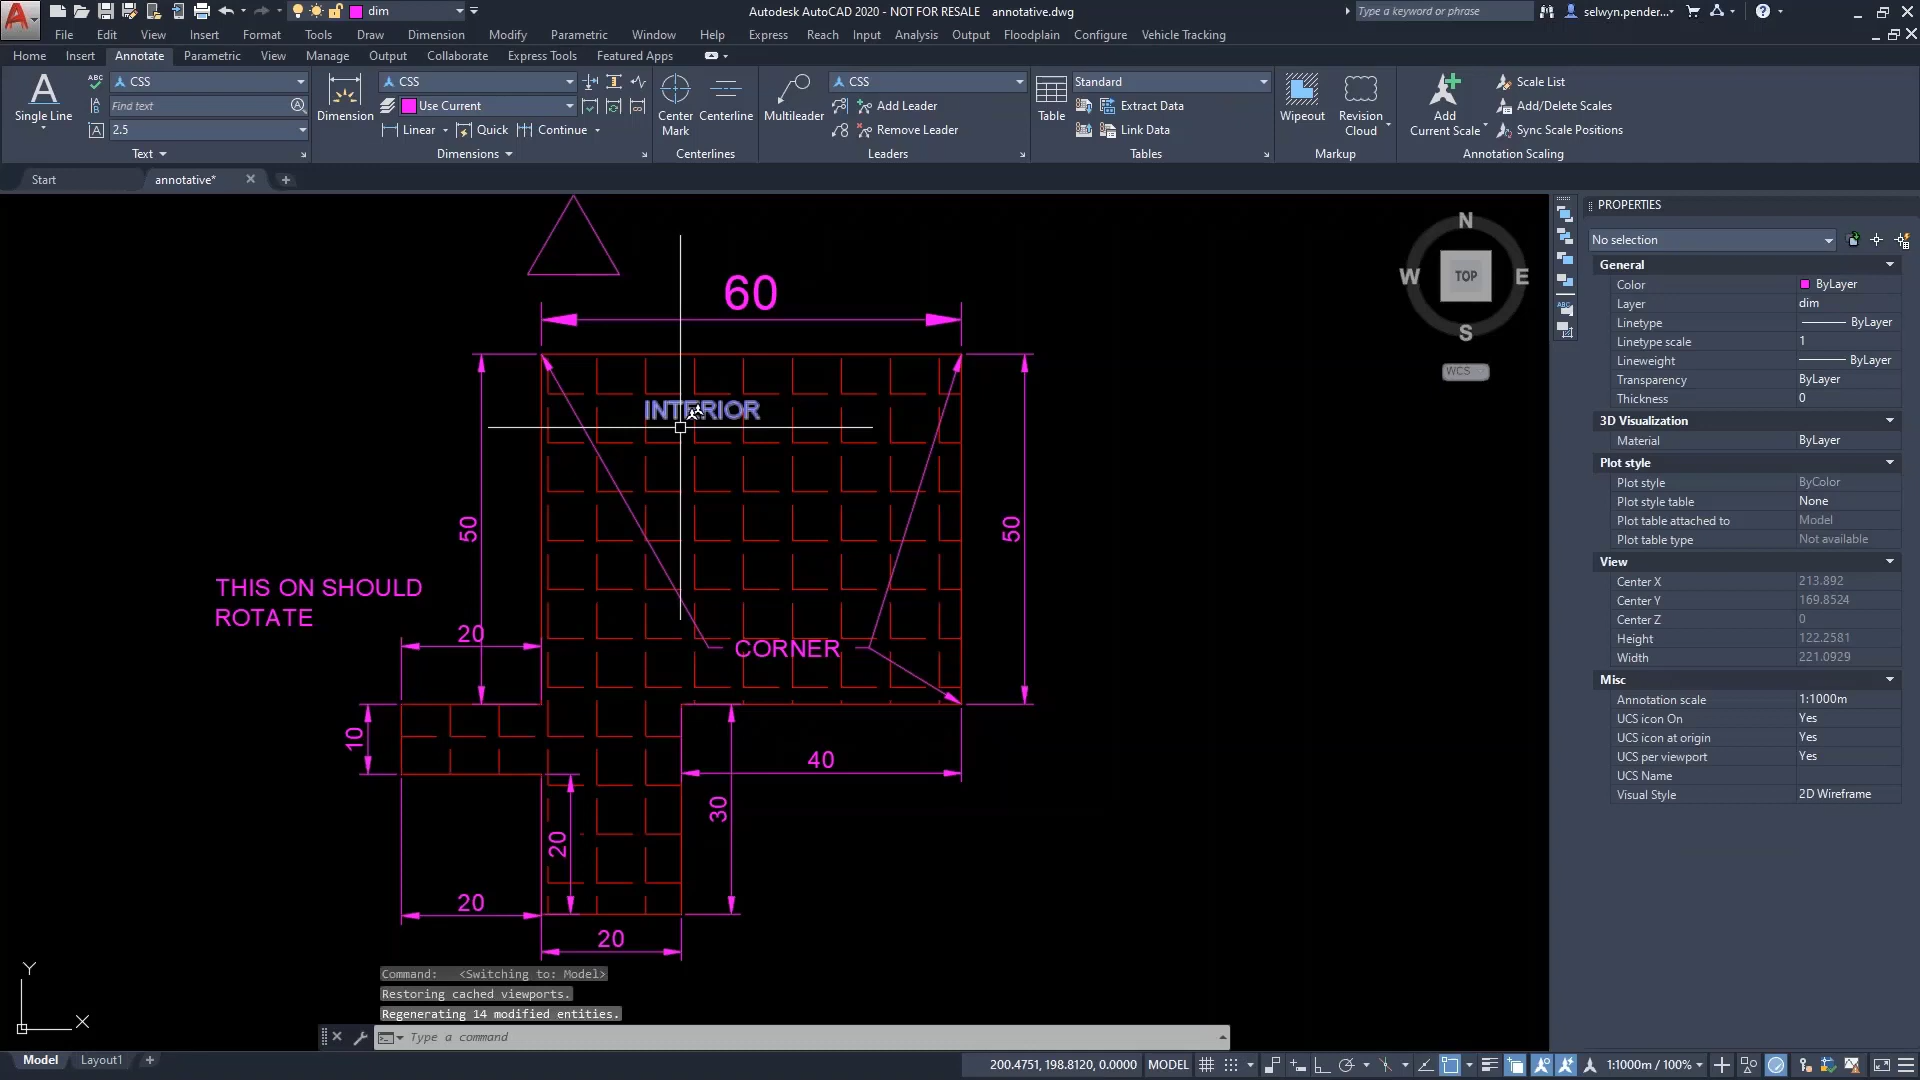 dim
Autodesk AutoCAD 2020 - NOT FOR RESALE annotative.dwg
Type a keyword or phrase
selwyn.pender...
File Edit View Insert Format Tools Draw Dimension Modify Parametric Window Help Express Reach Input Analysis Output Floodplain Configure Vehicle Tracking
Home Insert Annotate Parametric View Manage Output Collaborate Express Tools Featured Apps
CSS CSS CSS Standard Scale List
Find text Use Current Add Leader Extract Data Add/Delete Scales
Single Line Dimension Center Mark Centerline Multileader Table Wipeout Revision Cloud Add Current Scale
2.5 Linear Quick Continue Remove Leader Link Data Sync Scale Positions
Text Dimensions Centerlines Leaders Tables Markup Annotation Scaling
Start annotative*
PROPERTIES
No selection
General
Color ByLayer
Layer dim
Linetype ByLayer
Linetype scale 1
Lineweight ByLayer
Transparency ByLayer
Thickness 0
3D Visualization
Material ByLayer
Plot style
Plot style ByColor
Plot style table None
Plot table attached to Model
Plot table type Not available
View
Center X 213.892
Center Y 169.8524
Center Z 0
Height 122.2581
Width 221.0929
Misc
Annotation scale 1:1000m
UCS icon On Yes
UCS icon at origin Yes
UCS per viewport Yes
UCS Name
Visual Style 2D Wireframe
N
W TOP E
S
WCS
60
INTERIOR
50
50
THIS ON SHOULD
ROTATE
20
CORNER
10
40
30
20
20
20
Y
X
Command: <Switching to: Model>
Restoring cached viewports.
Regenerating 14 modified entities.
Type a command
Model Layout1
200.4751, 198.8120, 0.0000 MODEL 1:1000m / 100%